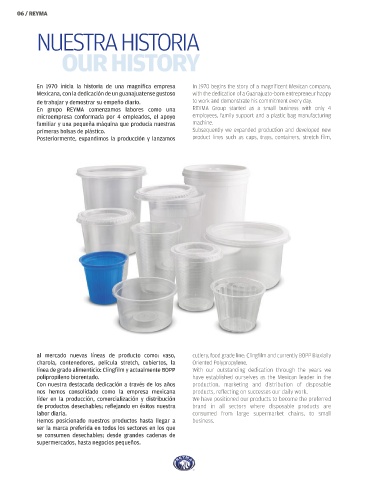 06 / REYMA
NUESTRA HISTORIA
OUR HISTORY
En 1970 inicia la historia de una magnífica empresa
Mexicana, con la dedicación de un guanajuatense gustoso
de trabajar y demostrar su empeño diario.
En grupo REYMA comenzamos labores como una
microempresa conformada por 4 empleados, el apoyo
familiar y una pequeña máquina que producía nuestras
primeras bolsas de plástico.
Posteriormente, expandimos la producción y lanzamos
al mercado nuevas líneas de producto como: vaso,
charola, contenedores, película stretch, cubiertos, la
línea de grado alimenticio: Clingfilm y actualmente BOPP
polipropileno biorentado.
Con nuestra destacada dedicación a través de los años
nos hemos consolidado como la empresa mexicana
líder en la producción, comercialización y distribución
de productos desechables, reflejando en éxitos nuestra
labor diaria.
Hemos posicionado nuestros productos hasta llegar a
ser la marca preferida en todos los sectores en los que
se consumen desechables; desde grandes cadenas de
supermercados, hasta negocios pequeños.
In 1970 begins the story of a magnificent Mexican company,
with the dedication of a Guanajuato-born entrepreneur happy
to work and demonstrate his commitment every day.
REYMA Group started as a small business with only 4
employees, family support and a plastic bag manufacturing
machine.
Subsequently we expanded production and developed new
product lines such as cups, trays, containers, stretch film,
cutlery, food grade line: Clingfilm and currently BOPP Biaxially
Oriented Polypropylene.
With our outstanding dedication through the years we
have established ourselves as the Mexican leader in the
production, marketing and distribution of disposable
products, reflecting on successes our daily work.
We have positioned our products to become the preferred
brand in all sectors where disposable products are
consumed from large supermarket chains, to small
business.
REYMA